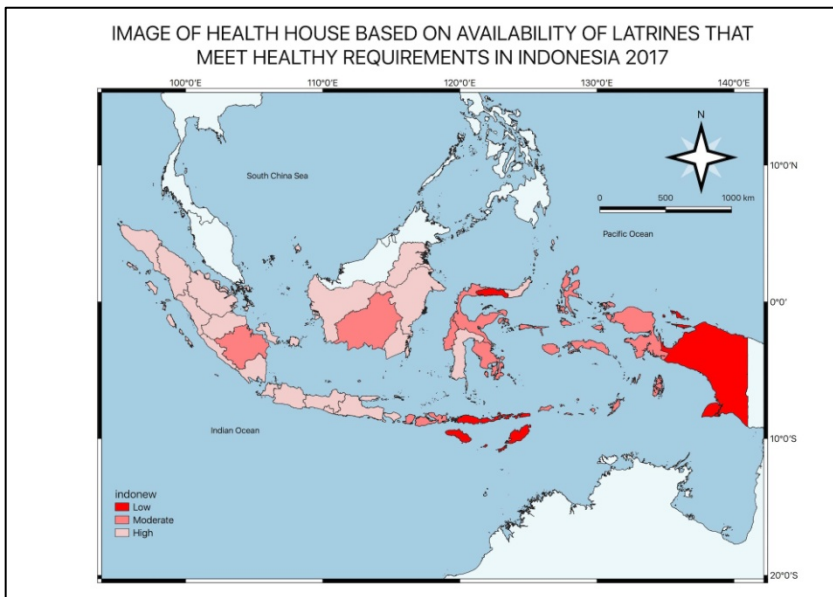 IMAGE OF HEALTH HOUSE BASED ON AVAILABILITY OF LATRINES THAT
MEET HEALTHY REQUIREMENTS IN INDONESIA 2017
100°0'E 110°0'E 120°0'E 130°0'E 140°0'E
N
10°0'N
South China Sea
0 500 1000 km
Pacific Ocean
0°0'
Indian Ocean
10°0'S
indonew
Low
Moderate
High
20°0'S